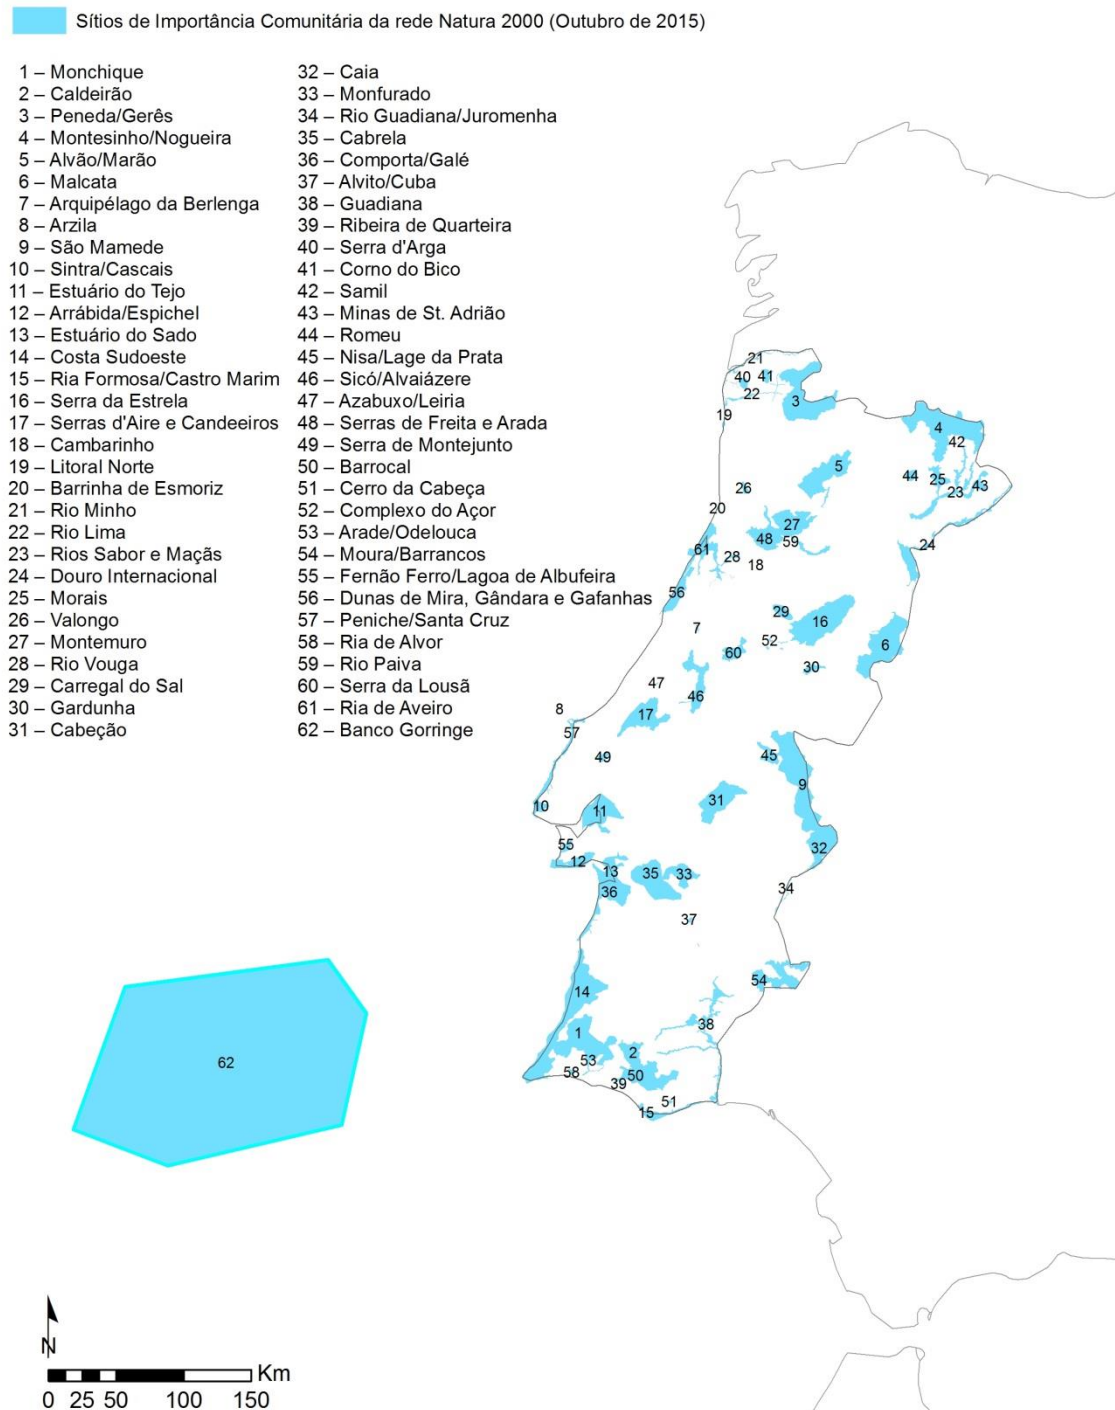 Sítios de Importância Comunitária da rede Natura 2000 (Outubro de 2015)
1 – Monchique
2 – Caldeirão
3 – Peneda/Gerês
4 – Montesinho/Nogueira
5 – Alvão/Marão
6 – Malcata
7 – Arquipélago da Berlenga
8 – Arzila
9 – São Mamede
10 – Sintra/Cascais
11 – Estuário do Tejo
12 – Arrábida/Espichel
13 – Estuário do Sado
14 – Costa Sudoeste
15 – Ria Formosa/Castro Marim
16 – Serra da Estrela
17 – Serras d'Aire e Candeeiros
18 – Cambarinho
19 – Litoral Norte
20 – Barrinha de Esmoriz
21 – Rio Minho
22 – Rio Lima
23 – Rios Sabor e Maçãs
24 – Douro Internacional
25 – Morais
26 – Valongo
27 – Montemuro
28 – Rio Vouga
29 – Carregal do Sal
30 – Gardunha
31 – Cabeção
32 – Caia
33 – Monfurado
34 – Rio Guadiana/Juromenha
35 – Cabrela
36 – Comporta/Galé
37 – Alvito/Cuba
38 – Guadiana
39 – Ribeira de Quarteira
40 – Serra d'Arga
41 – Corno do Bico
42 – Samil
43 – Minas de St. Adrião
44 – Romeu
45 – Nisa/Lage da Prata
46 – Sicó/Alvaiázere
47 – Azabuxo/Leiria
48 – Serras de Freita e Arada
49 – Serra de Montejunto
50 – Barrocal
51 – Cerro da Cabeça
52 – Complexo do Açor
53 – Arade/Odelouca
54 – Moura/Barrancos
55 – Fernão Ferro/Lagoa de Albufeira
56 – Dunas de Mira, Gândara e Gafanhas
57 – Peniche/Santa Cruz
58 – Ria de Alvor
59 – Rio Paiva
60 – Serra da Lousã
61 – Ria de Aveiro
62 – Banco Gorringe
21
40 41
22
3
19
4
42
5
44 25
23 43
26
20
27
48
59
24
61
28
18
56
29
16
7
52
6
60
30
47
46
8
17
57
49
45
9
10
11
31
55
32
12
13
35
33
36
34
37
54
14
38
1
2
62
53
58
50
39
51
15
N
Km
0 25 50 100 150